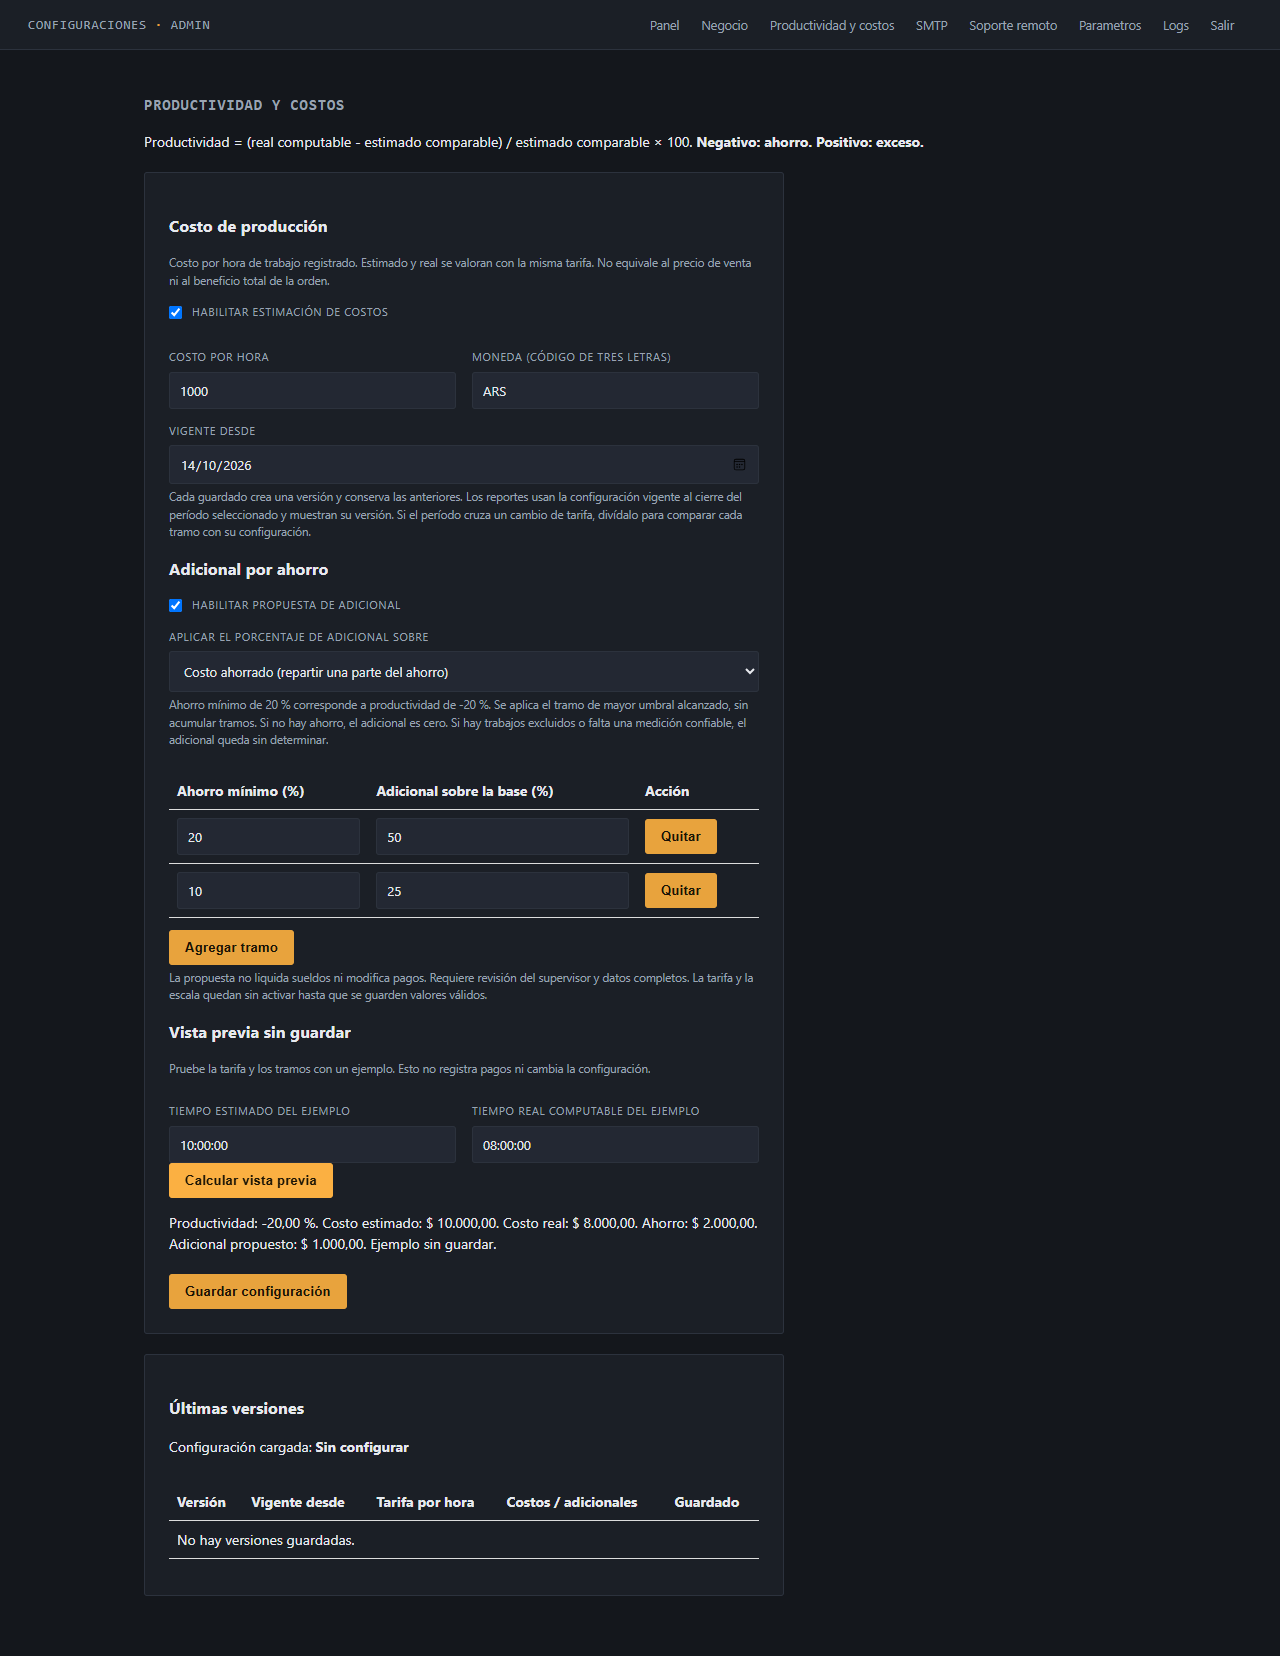 CONFIGURACIONES · ADMIN
Panel Negocio Productividad y costos SMTP Soporte remoto Parametros Logs Salir
PRODUCTIVIDAD Y COSTOS
Productividad = (real computable - estimado comparable) / estimado comparable × 100. Negativo: ahorro. Positivo: exceso.
Costo de producción
Costo por hora de trabajo registrado. Estimado y real se valoran con la misma tarifa. No equivale al precio de venta
ni al beneficio total de la orden.
HABILITAR ESTIMACIÓN DE COSTOS
COSTO POR HORA MONEDA (CÓDIGO DE TRES LETRAS)
1000 ARS
VIGENTE DESDE
14/10/2026
Cada guardado crea una versión y conserva las anteriores. Los reportes usan la configuración vigente al cierre del
período seleccionado y muestran su versión. Si el período cruza un cambio de tarifa, divídalo para comparar cada
tramo con su configuración.
Adicional por ahorro
HABILITAR PROPUESTA DE ADICIONAL
APLICAR EL PORCENTAJE DE ADICIONAL SOBRE
Costo ahorrado (repartir una parte del ahorro)
Ahorro mínimo de 20 % corresponde a productividad de -20 %. Se aplica el tramo de mayor umbral alcanzado, sin
acumular tramos. Si no hay ahorro, el adicional es cero. Si hay trabajos excluidos o falta una medición confiable, el
adicional queda sin determinar.
Ahorro mínimo (%) Adicional sobre la base (%) Acción
20 50 Quitar
10 25 Quitar
Agregar tramo
La propuesta no liquida sueldos ni modifica pagos. Requiere revisión del supervisor y datos completos. La tarifa y la
escala quedan sin activar hasta que se guarden valores válidos.
Vista previa sin guardar
Pruebe la tarifa y los tramos con un ejemplo. Esto no registra pagos ni cambia la configuración.
TIEMPO ESTIMADO DEL EJEMPLO TIEMPO REAL COMPUTABLE DEL EJEMPLO
10:00:00 08:00:00
Calcular vista previa
Productividad: -20,00 %. Costo estimado: $ 10.000,00. Costo real: $ 8.000,00. Ahorro: $ 2.000,00.
Adicional propuesto: $ 1.000,00. Ejemplo sin guardar.
Guardar configuración
Últimas versiones
Configuración cargada: Sin configurar
Versión Vigente desde Tarifa por hora Costos / adicionales Guardado
No hay versiones guardadas.